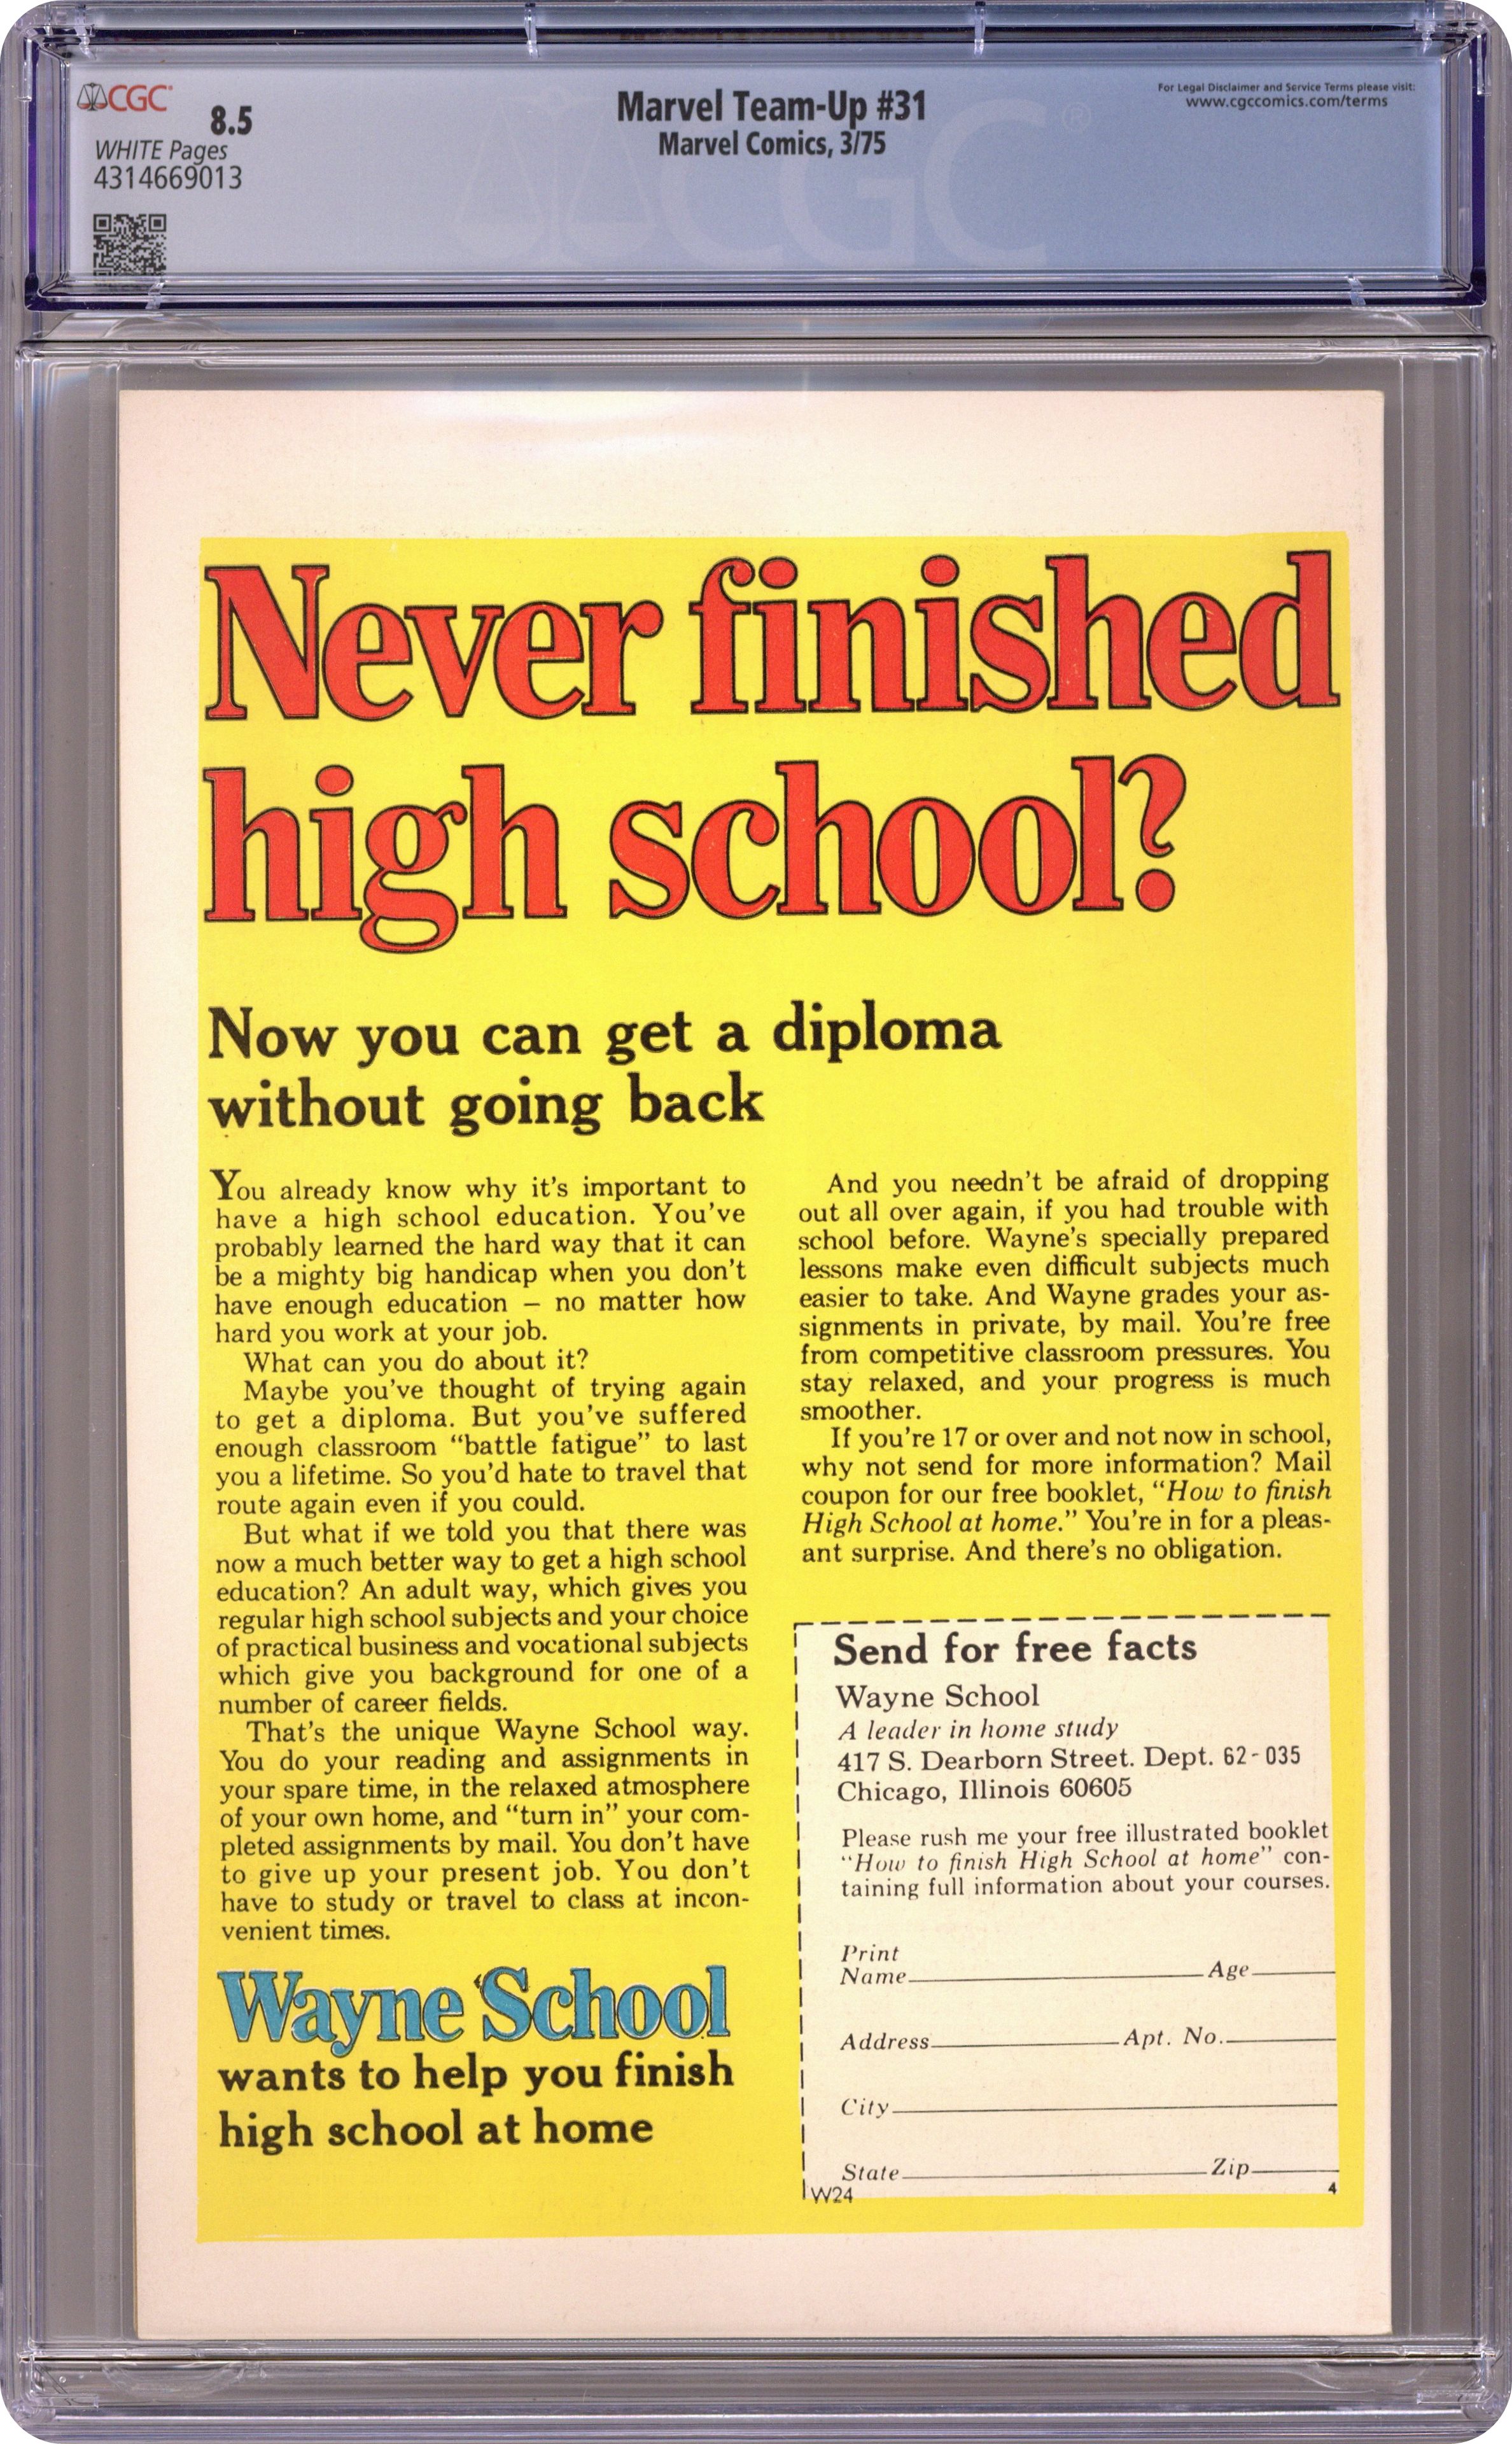 CGC
8.5
WHITE Pages
4314669013
Marvel Team-Up #31
Marvel Comics, 3/75
For Legal Disclaimer and Service Terms please visit:
www.cgccomics.com/terms
CGC®
Never finished
high school?
Now you can get a diploma
without going back
You already know why it's important to
have a high school education. You've
probably learned the hard way that it can
be a mighty big handicap when you don't
have enough education – no matter how
hard you work at your job.
What can you do about it?
Maybe you've thought of trying again
to get a diploma. But you've suffered
enough classroom "battle fatigue" to last
you a lifetime. So you'd hate to travel that
route again even if you could.
But what if we told you that there was
now a much better way to get a high school
education? An adult way, which gives you
regular high school subjects and your choice
of practical business and vocational subjects
which give you background for one of a
number of career fields.
That's the unique Wayne School way.
You do your reading and assignments in
your spare time, in the relaxed atmosphere
of your own home, and "turn in" your com-
pleted assignments by mail. You don't have
to give up your present job. You don't
have to study or travel to class at incon-
venient times.
Wayne School
wants to help you finish
high school at home
And you needn't be afraid of dropping
out all over again, if you had trouble with
school before. Wayne's specially prepared
lessons make even difficult subjects much
easier to take. And Wayne grades your as-
signments in private, by mail. You're free
from competitive classroom pressures. You
stay relaxed, and your progress is much
smoother.
If you're 17 or over and not now in school,
why not send for more information? Mail
coupon for our free booklet, "How to finish
High School at home." You're in for a pleas-
ant surprise. And there's no obligation.
Send for free facts
Wayne School
A leader in home study
417 S. Dearborn Street. Dept. 62-035
Chicago, Illinois 60605
Please rush me your free illustrated booklet
"How to finish High School at home" con-
taining full information about your courses.
Print
Name Age
Address Apt. No.
City
State Zip
W24 4